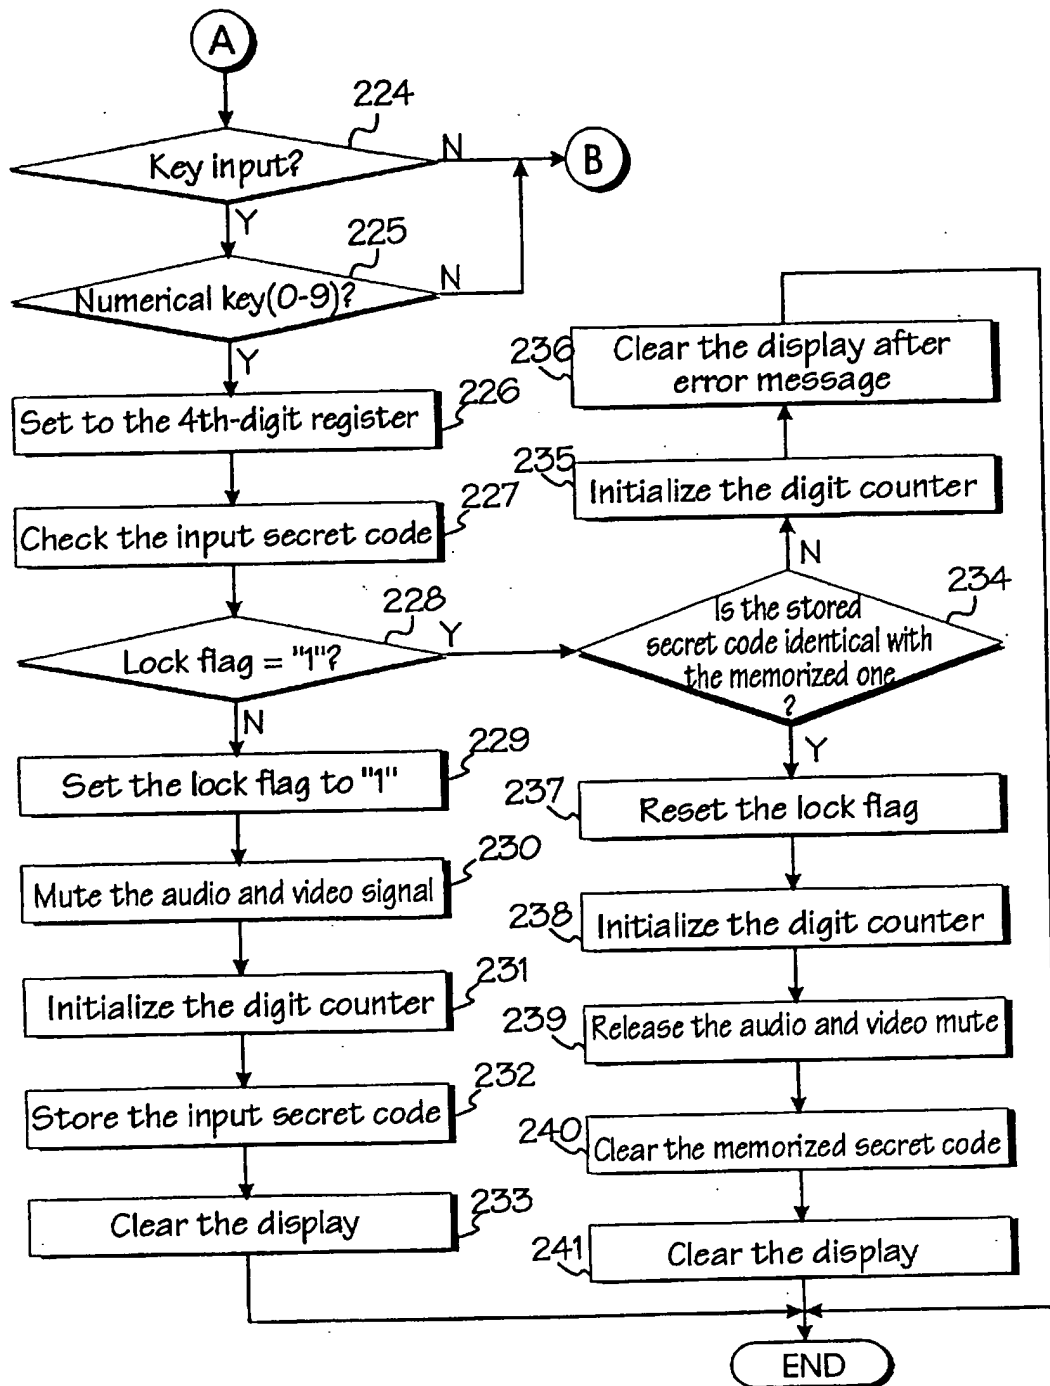 A
224
Key input?
N
B
Y
225
Numerical key(0-9)?
N
Y
226
Set to the 4th-digit register
227
Check the input secret code
228
Lock flag = "1"?
Y
N
229
Set the lock flag to "1"
230
Mute the audio and video signal
231
Initialize the digit counter
232
Store the input secret code
233
Clear the display
236
Clear the display after
error message
235
Initialize the digit counter
N
234
Is the stored
secret code identical with
the memorized one
?
Y
237
Reset the lock flag
238
Initialize the digit counter
239
Release the audio and video mute
240
Clear the memorized secret code
241
Clear the display
END